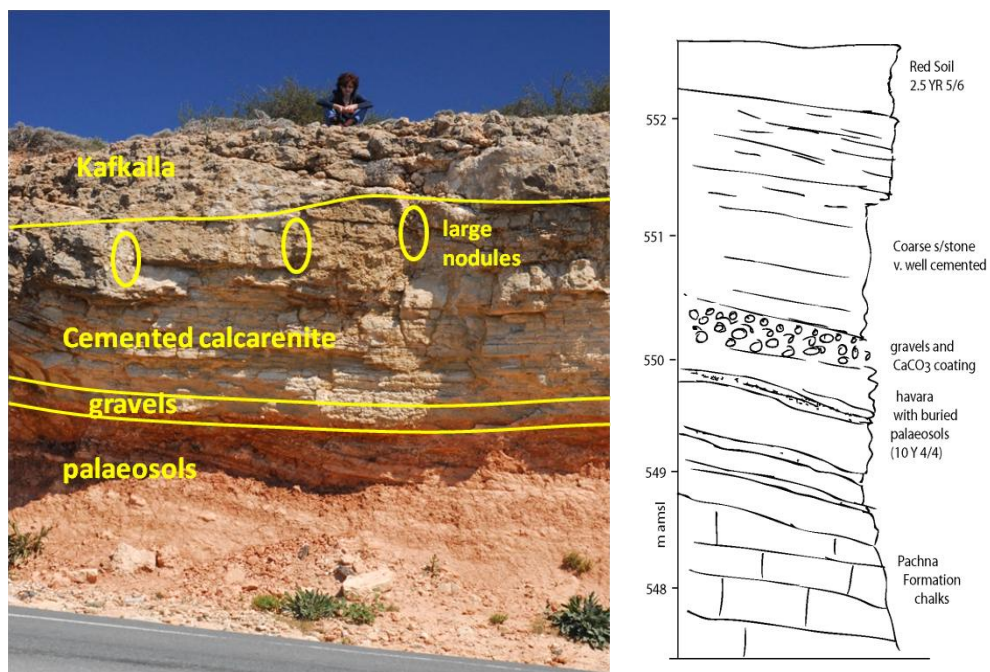 Kafkalla
large
nodules
Cemented calcarenite
gravels
palaeosols
552
551
550
549
548
m amsl
Red Soil
2.5 YR 5/6
Coarse s/stone
v. well cemented
gravels and
CaCO3 coating
havara
with buried
palaeosols
(10 Y 4/4)
Pachna
Formation
chalks